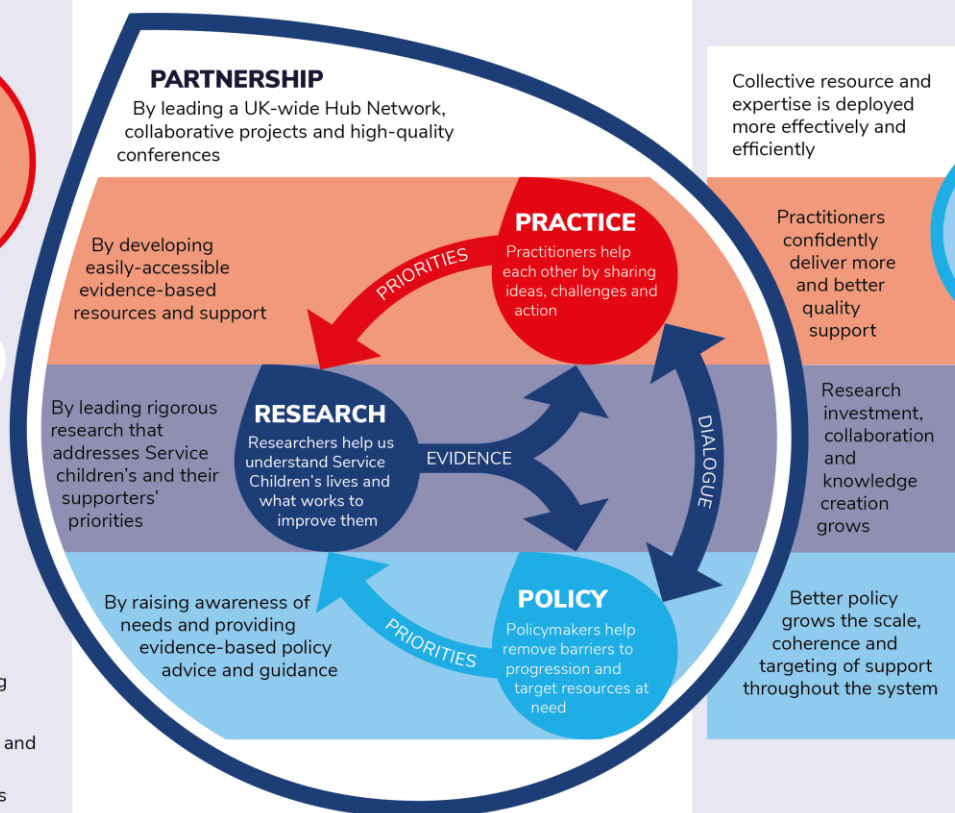 PARTNERSHIP
By leading a UK-wide Hub Network,
collaborative projects and high-quality
conferences
Collective resource and
expertise is deployed
more effectively and
efficiently
By developing
easily-accessible
evidence-based
resources and support
PRIORITIES
PRACTICE
Practitioners help
each other by sharing
ideas, challenges and
action
Practitioners
confidently
deliver more
and better
quality
support
By leading rigorous
research that
addresses Service
children's and their
supporters'
priorities
RESEARCH
Researchers help us
understand Service
Children's lives and
what works to
improve them
EVIDENCE
DIALOGUE
Research
investment,
collaboration
and
knowledge
creation
grows
By raising awareness of
needs and providing
evidence-based policy
advice and guidance
PRIORITIES
POLICY
Policymakers help
remove barriers to
progression and
target resources at
need
Better policy
grows the scale,
coherence and
targeting of support
throughout the system
and